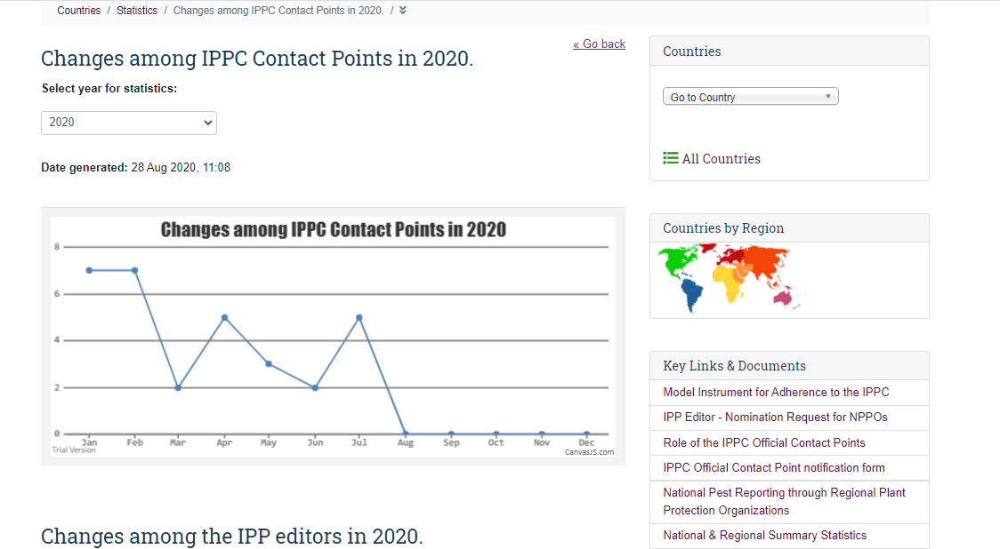 Countries / Statistics / Changes among IPPC Contact Points in 2020. /
« Go back
Changes among IPPC Contact Points in 2020.
Select year for statistics:
2020
Date generated: 28 Aug 2020, 11:08
Changes among IPPC Contact Points in 2020
8
6
4
2
0
Jan Feb Mar Apr May Jun Jul Aug Sep Oct Nov Dec
Trial Version
CanvasJS.com
Changes among the IPP editors in 2020.
Countries
Go to Country
All Countries
Countries by Region
Key Links & Documents
Model Instrument for Adherence to the IPPC
IPP Editor - Nomination Request for NPPOs
Role of the IPPC Official Contact Points
IPPC Official Contact Point notification form
National Pest Reporting through Regional Plant
Protection Organizations
National & Regional Summary Statistics